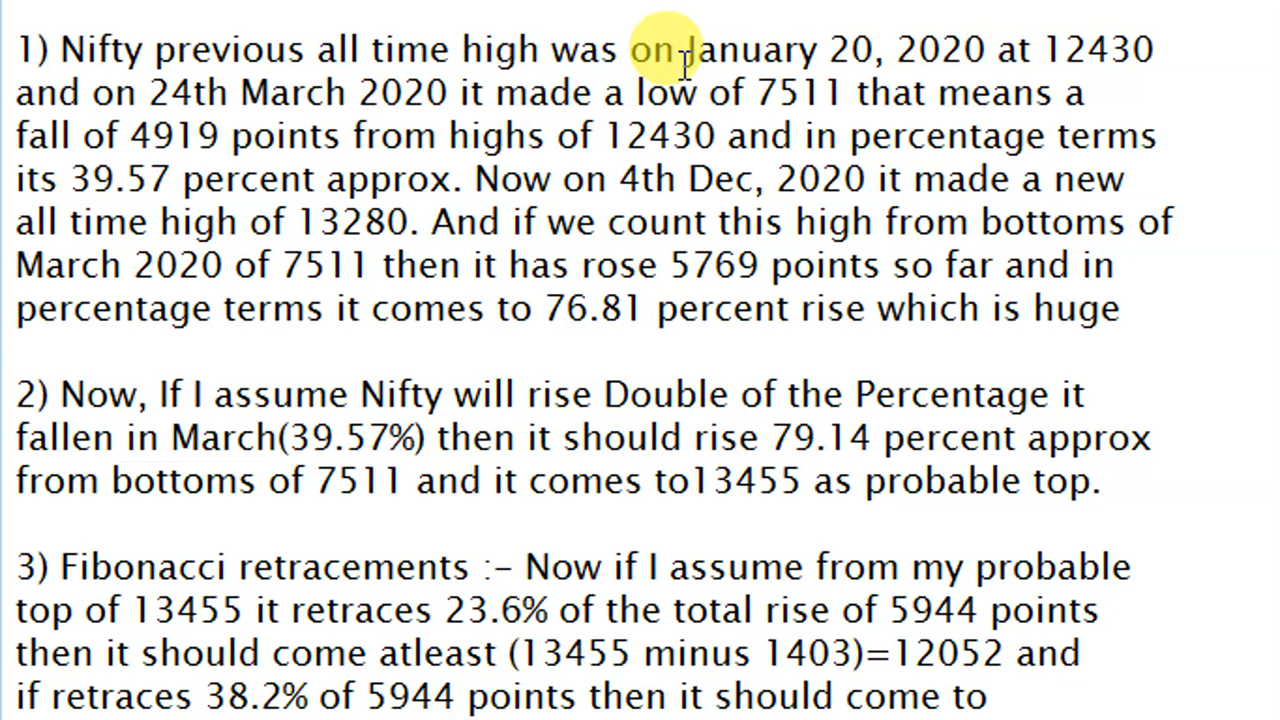 1) Nifty previous all time high was on January 20, 2020 at 12430
and on 24th March 2020 it made a low of 7511 that means a
fall of 4919 points from highs of 12430 and in percentage terms
its 39.57 percent approx. Now on 4th Dec, 2020 it made a new
all time high of 13280. And if we count this high from bottoms of
March 2020 of 7511 then it has rose 5769 points so far and in
percentage terms it comes to 76.81 percent rise which is huge
2) Now, If I assume Nifty will rise Double of the Percentage it
fallen in March(39.57%) then it should rise 79.14 percent approx
from bottoms of 7511 and it comes to13455 as probable top.
3) Fibonacci retracements :- Now if I assume from my probable
top of 13455 it retraces 23.6% of the total rise of 5944 points
then it should come atleast (13455 minus 1403)=12052 and
if retraces 38.2% of 5944 points then it should come to